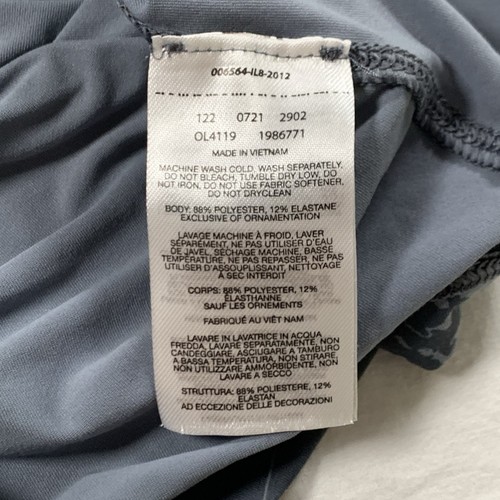 006564-IL8-2012
122 0721 2902
OL4119 1986771
MADE IN VIETNAM
MACHINE WASH COLD, WASH SEPARATELY,
DO NOT BLEACH, TUMBLE DRY LOW, DO
NOT IRON, DO NOT USE FABRIC SOFTENER,
DO NOT DRYCLEAN
BODY: 88% POLYESTER, 12% ELASTANE
EXCLUSIVE OF ORNAMENTATION
LAVAGE MACHINE À FROID, LAVER
SÉPARÉMENT, NE PAS UTILISER D'EAU
DE JAVEL, SÉCHAGE MACHINE, BASSE
TEMPÉRATURE, NE PAS REPASSER, NE PAS
UTILISER D'ASSOUPLISSANT, NETTOYAGE
À SEC INTERDIT
CORPS: 88% POLYESTER, 12%
ÉLASTHANNE
SAUF LES ORNEMENTS
FABRIQUÉ AU VIÊT NAM
LAVARE IN LAVATRICE IN ACQUA
FREDDA, LAVARE SEPARATAMENTE, NON
CANDEGGIARE, ASCIUGARE A TAMBURO
A BASSA TEMPERATURA, NON STIRARE,
NON UTILIZZARE AMMORBIDENTE, NON
LAVARE A SECCO
STRUTTURA: 88% POLIESTERE, 12%
ELASTAN
AD ECCEZIONE DELLE DECORAZIONI